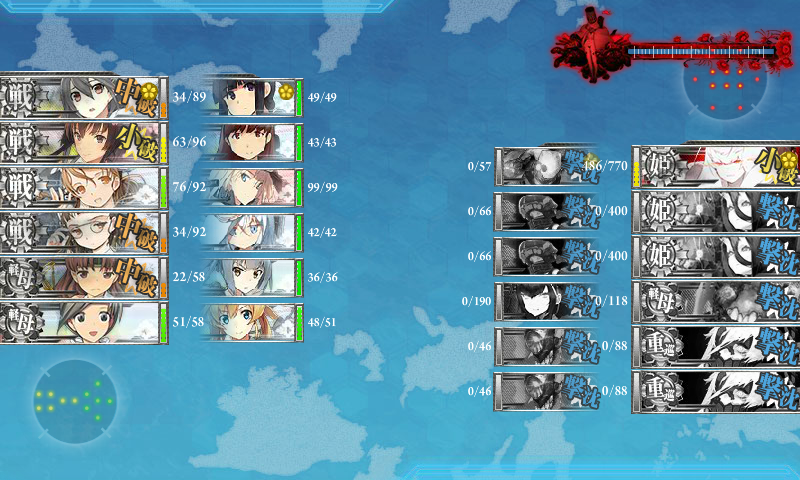 戦 中破 34/89
49/49
戦 小破 63/96
43/43
戦 76/92
99/99
戦 中破 34/92
42/42
軽母 中破 22/58
36/36
軽母 51/58
48/51
0/57 撃沈
486/770 姫 小破
0/66 撃沈
0/400 姫 撃沈
0/66 撃沈
0/400 姫 撃沈
0/190 撃沈
0/118 軽母 撃沈
0/46 撃沈
0/88 重巡 撃沈
0/46 撃沈
0/88 重巡 撃沈